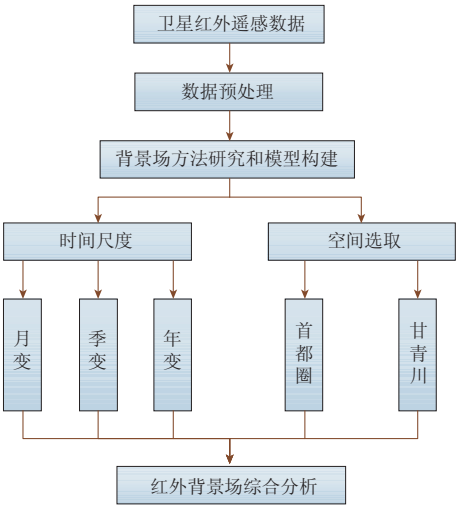 卫星红外遥感数据
数据预处理
背景场方法研究和模型构建
时间尺度
空间选取
月变
季变
年变
首都圈
甘青川
红外背景场综合分析